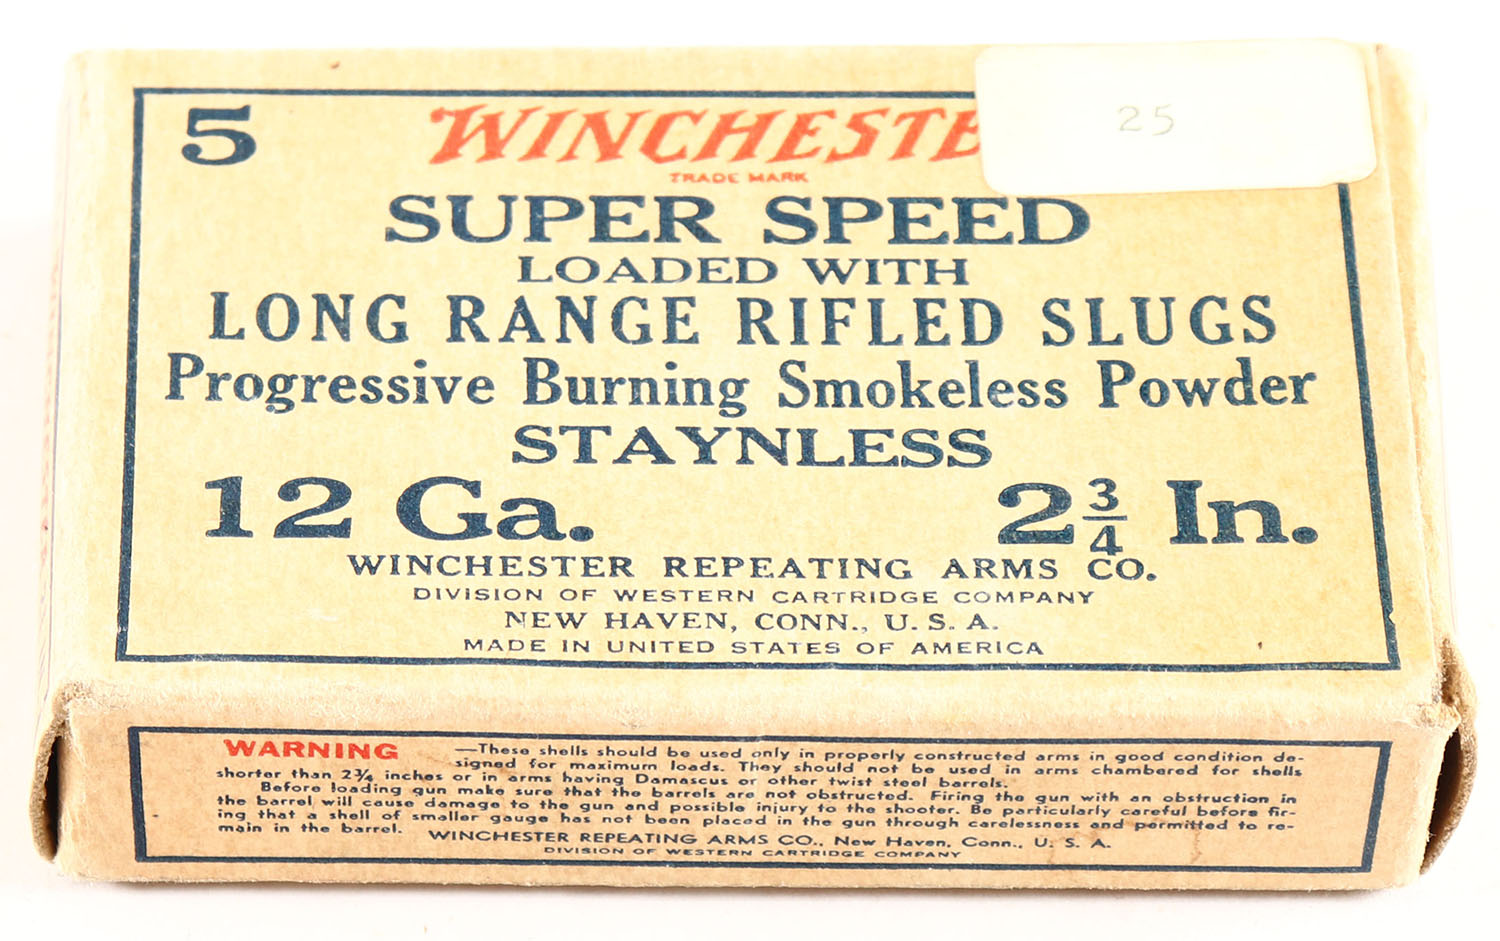 5 WINCHESTE
25
TRADE MARK
SUPER SPEED
LOADED WITH
LONG RANGE RIFLED SLUGS
Progressive Burning Smokeless Powder
STAYNLESS
12 Ga. 2 3/4 In.
WINCHESTER REPEATING ARMS CO.
DIVISION OF WESTERN CARTRIDGE COMPANY
NEW HAVEN, CONN., U. S. A.
MADE IN UNITED STATES OF AMERICA
WARNING —These shells should be used only in properly constructed arms in good condition de-
signed for maximum loads. They should not be used in arms chambered for shells
shorter than 2¾ inches or in arms having Damascus or other twist steel barrels.
Before loading gun make sure that the barrels are not obstructed. Firing the gun with an obstruction in
the barrel will cause damage to the gun and possible injury to the shooter. Be particularly careful before fir-
ing that a shell of smaller gauge has not been placed in the gun through carelessness and permitted to re-
main in the barrel. WINCHESTER REPEATING ARMS CO., New Haven, Conn., U. S. A.
DIVISION OF WESTERN CARTRIDGE COMPANY